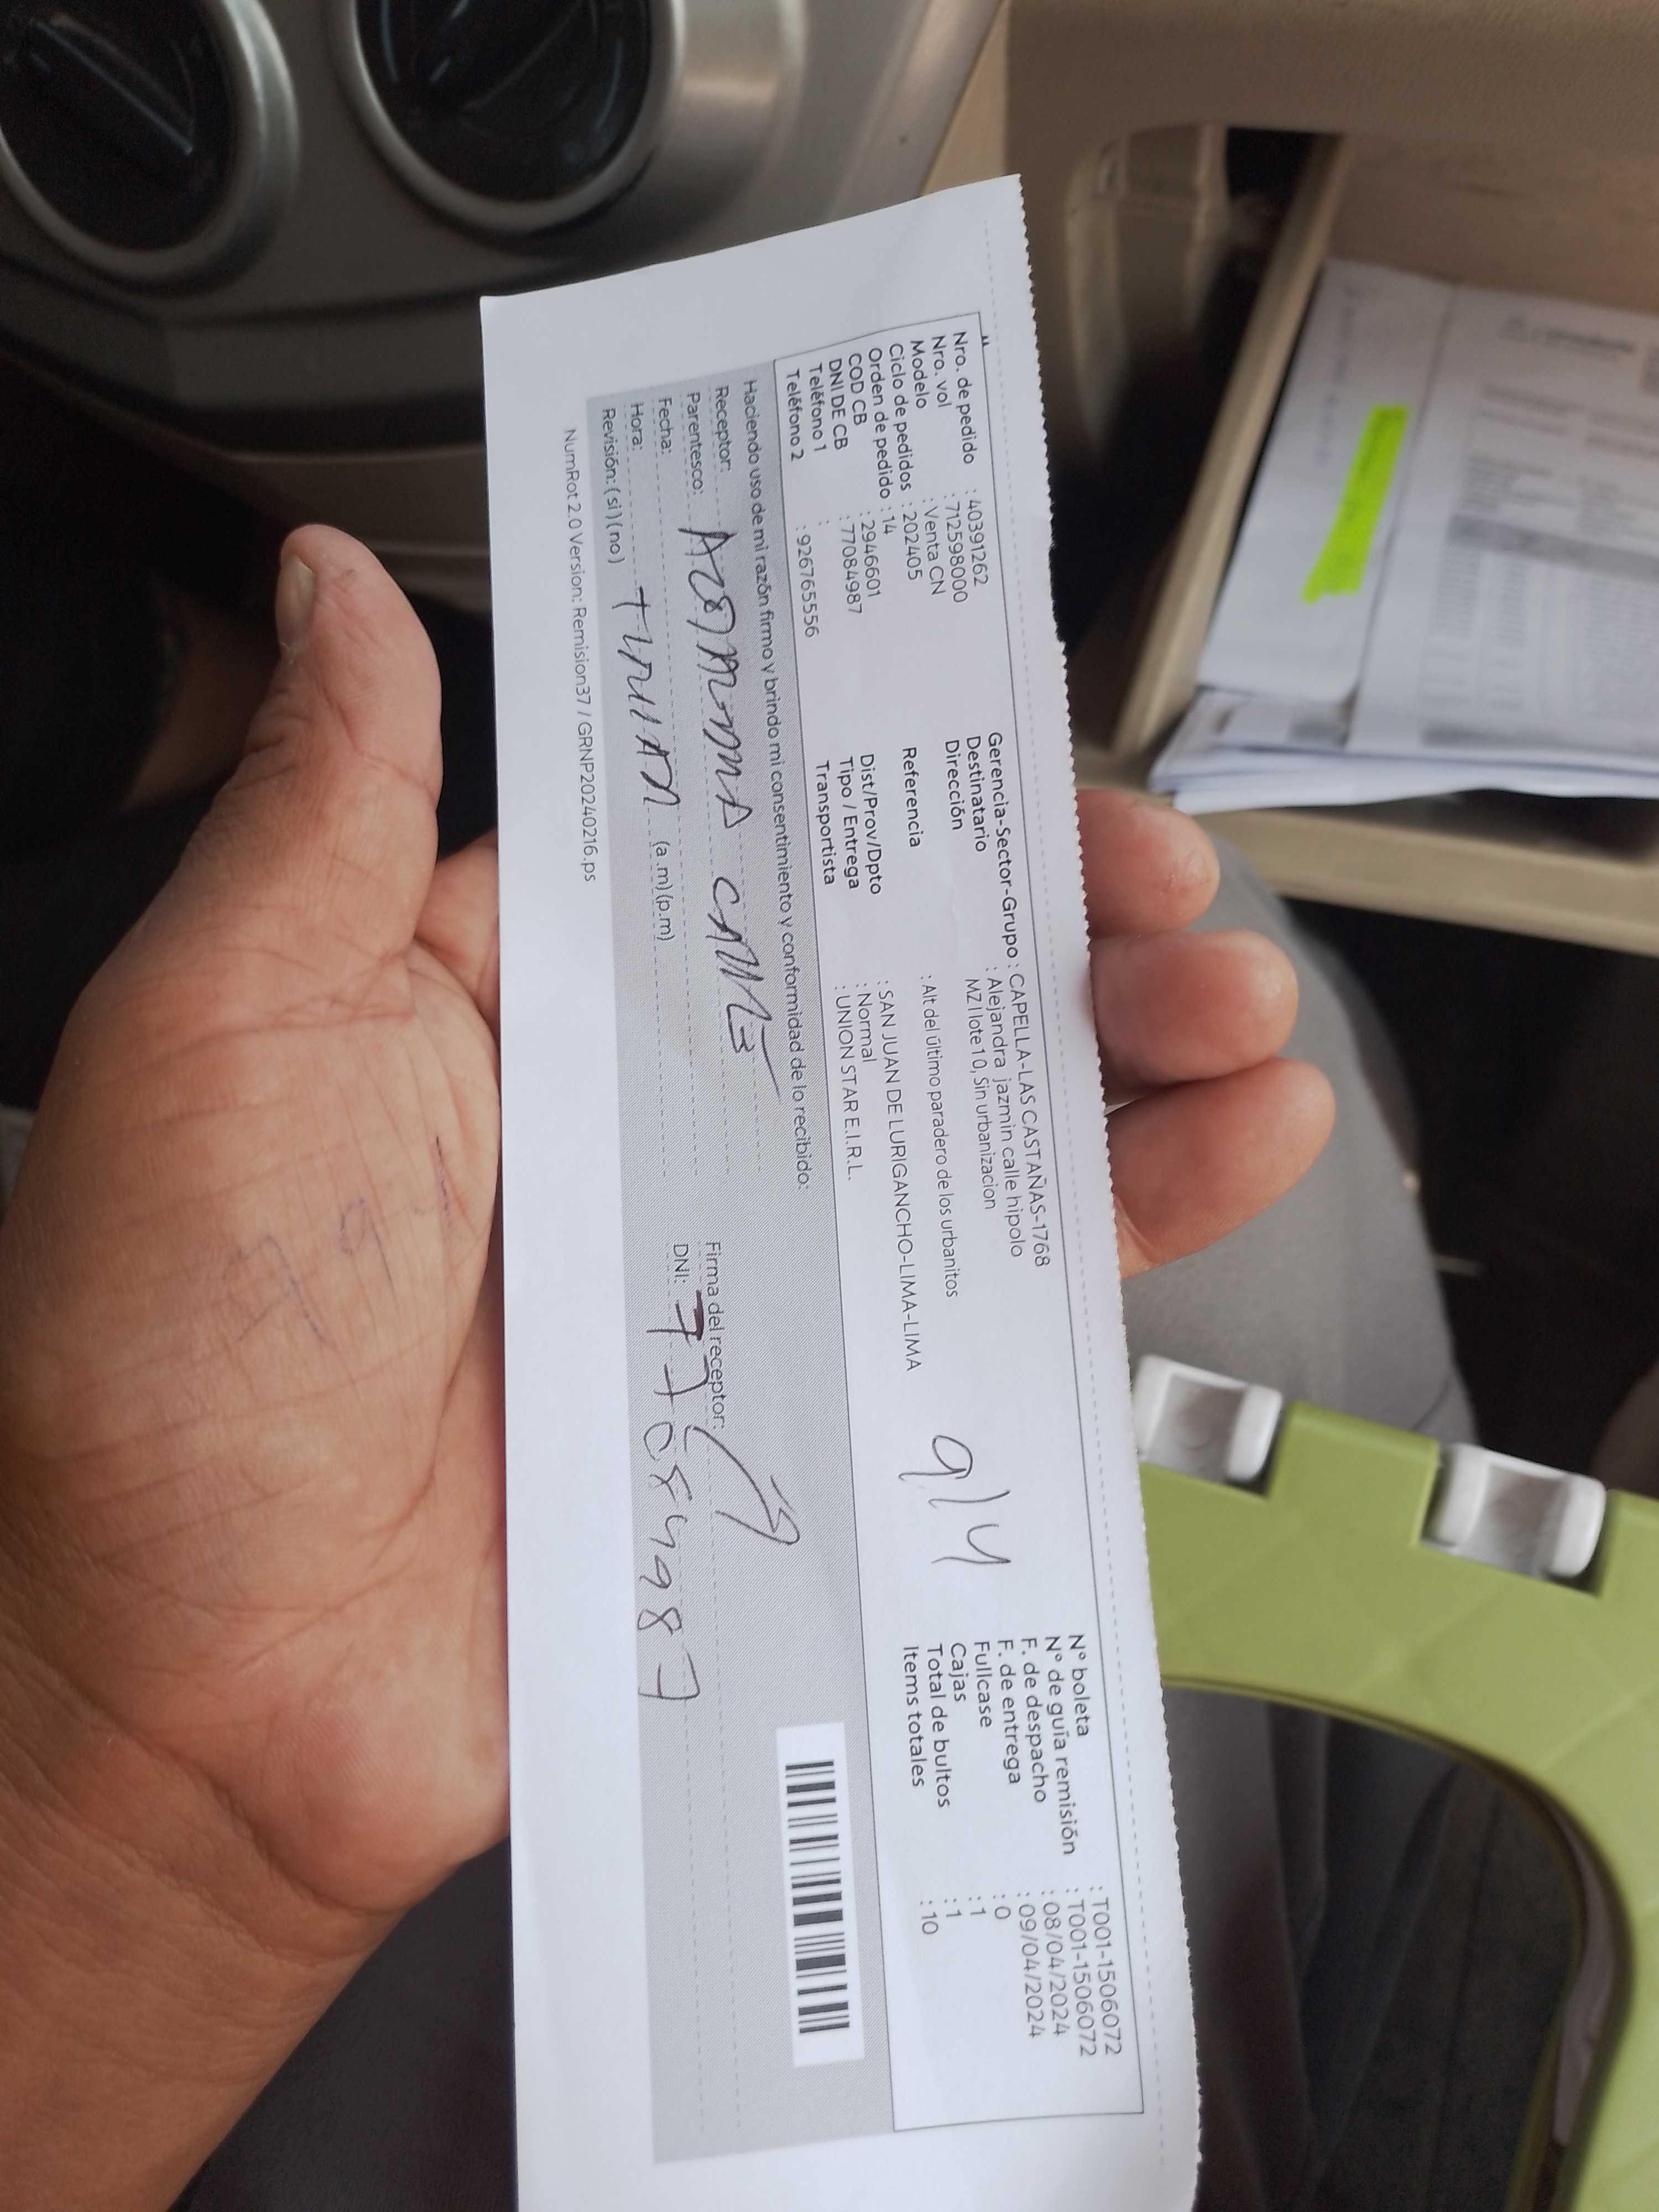 Nro. de pedido : 40391262
Nro. vol : 712598000
Modelo : Venta CN
Ciclo de pedidos : 202405
Orden de pedido : 14
COD CB : 2946601
DNI DE CB : 77084987
Teléfono 1 :
Teléfono 2 : 926765556
Gerencia-Sector-Grupo : CAPELLA-LAS CASTAÑAS-1768
Destinatario : Alejandra jazmin calle hipolo
Dirección MZ I lote 1 0, Sin urbanizacion
Referencia : Alt del último paradero de los urbanitos
Dist/Prov/Dpto : SAN JUAN DE LURIGANCHO-LIMA-LIMA
Tipo / Entrega : Normal
Transportista : UNION STAR E.I.R.L.
9/4
N° boleta : T001-1506072
N° de guía remisión : T001-1506072
F. de despacho : 08/04/2024
F. de entrega : 09/04/2024
Fullcase : 0
Cajas : 1
Total de bultos : 1
Items totales : 10
Haciendo uso de mi razón firmo y brindo mi consentimiento y conformidad de lo recibido:
Receptor:
Parentesco:
Fecha:
Hora: (a .m)(p.m)
Revisión: ( si ) ( no )
Firma del receptor:
DNI: 77084987
NumRot 2.0 Version: Remision37 / GRNP20240216.ps